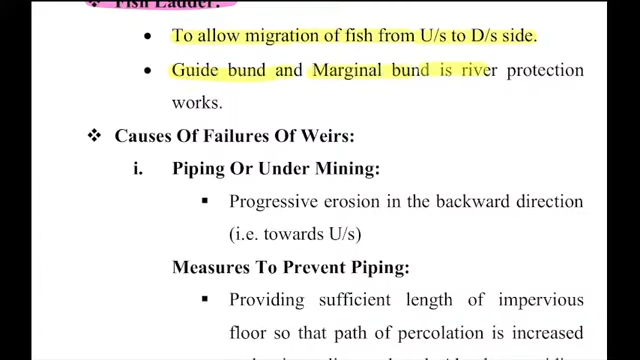 ❖ Fish Ladder:
• To allow migration of fish from U/s to D/s side.
• Guide bund and Marginal bund is river protection
works.
❖ Causes Of Failures Of Weirs:
i. Piping Or Under Mining:
▪ Progressive erosion in the backward direction
(i.e. towards U/s)
Measures To Prevent Piping:
▪ Providing sufficient length of impervious
floor so that path of percolation is increased